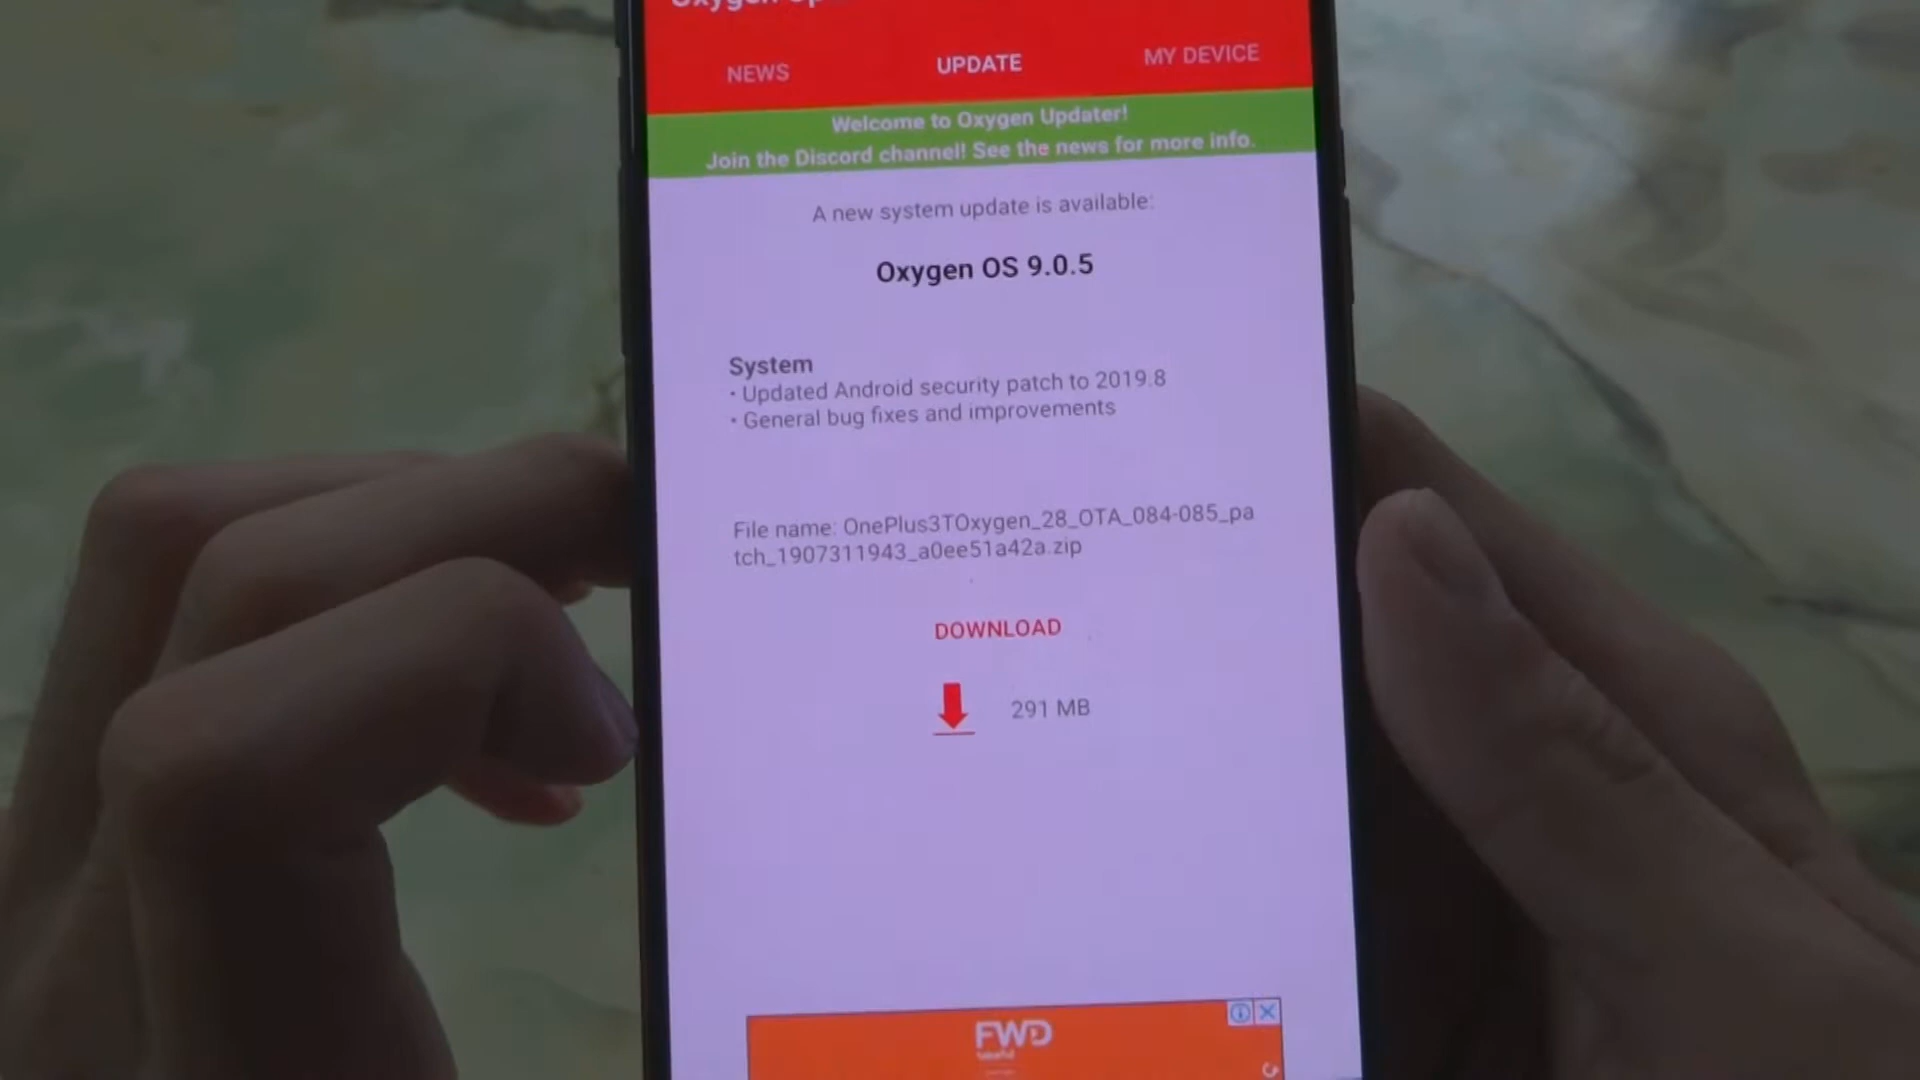 Oxygen
NEWS UPDATE MY DEVICE
Welcome to Oxygen Updater!
Join the Discord channel! See the news for more info.
A new system update is available:
Oxygen OS 9.0.5
System
• Updated Android security patch to 2019.8
• General bug fixes and improvements
File name: OnePlus3TOxygen_28_OTA_084-085_pa
tch_1907311943_a0ee51a42a.zip
DOWNLOAD
291 MB
FWD